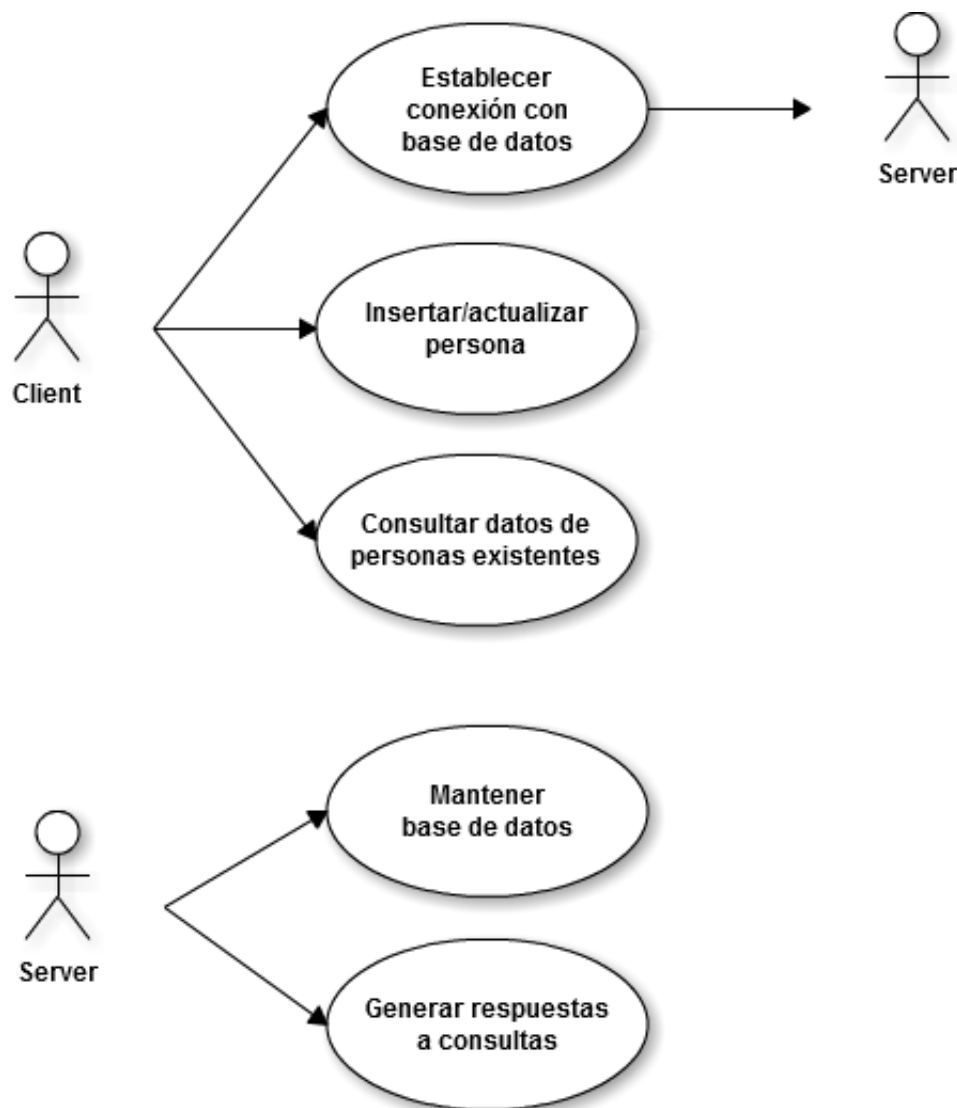 Establecer
conexión con
base de datos
Server
Insertar/actualizar
persona
Client
Consultar datos de
personas existentes
Mantener
base de datos
Server
Generar respuestas
a consultas